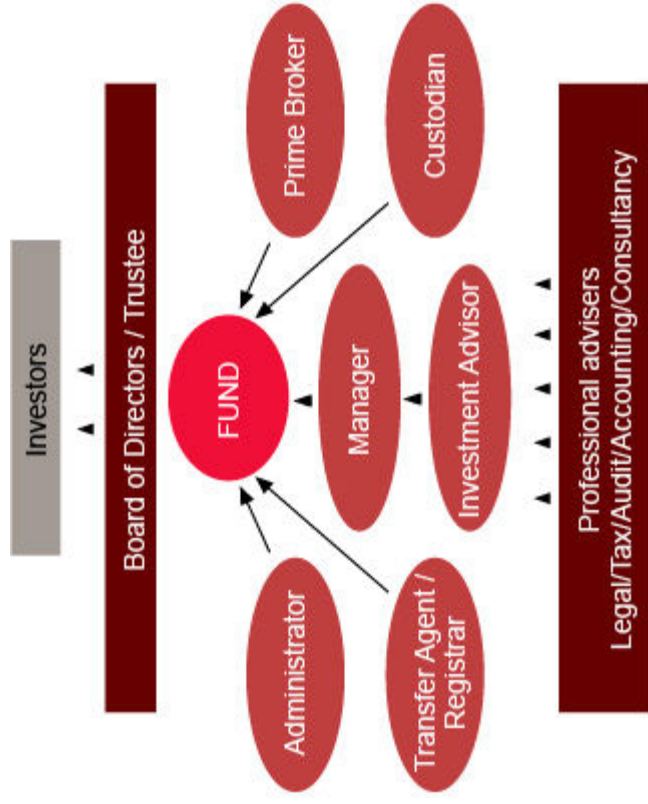 Investors
Board of Directors / Trustee
FUND
Administrator
Prime Broker
Manager
Transfer Agent /
Registrar
Custodian
Investment Advisor
Professional advisers
Legal/Tax/Audit/Accounting/Consultancy